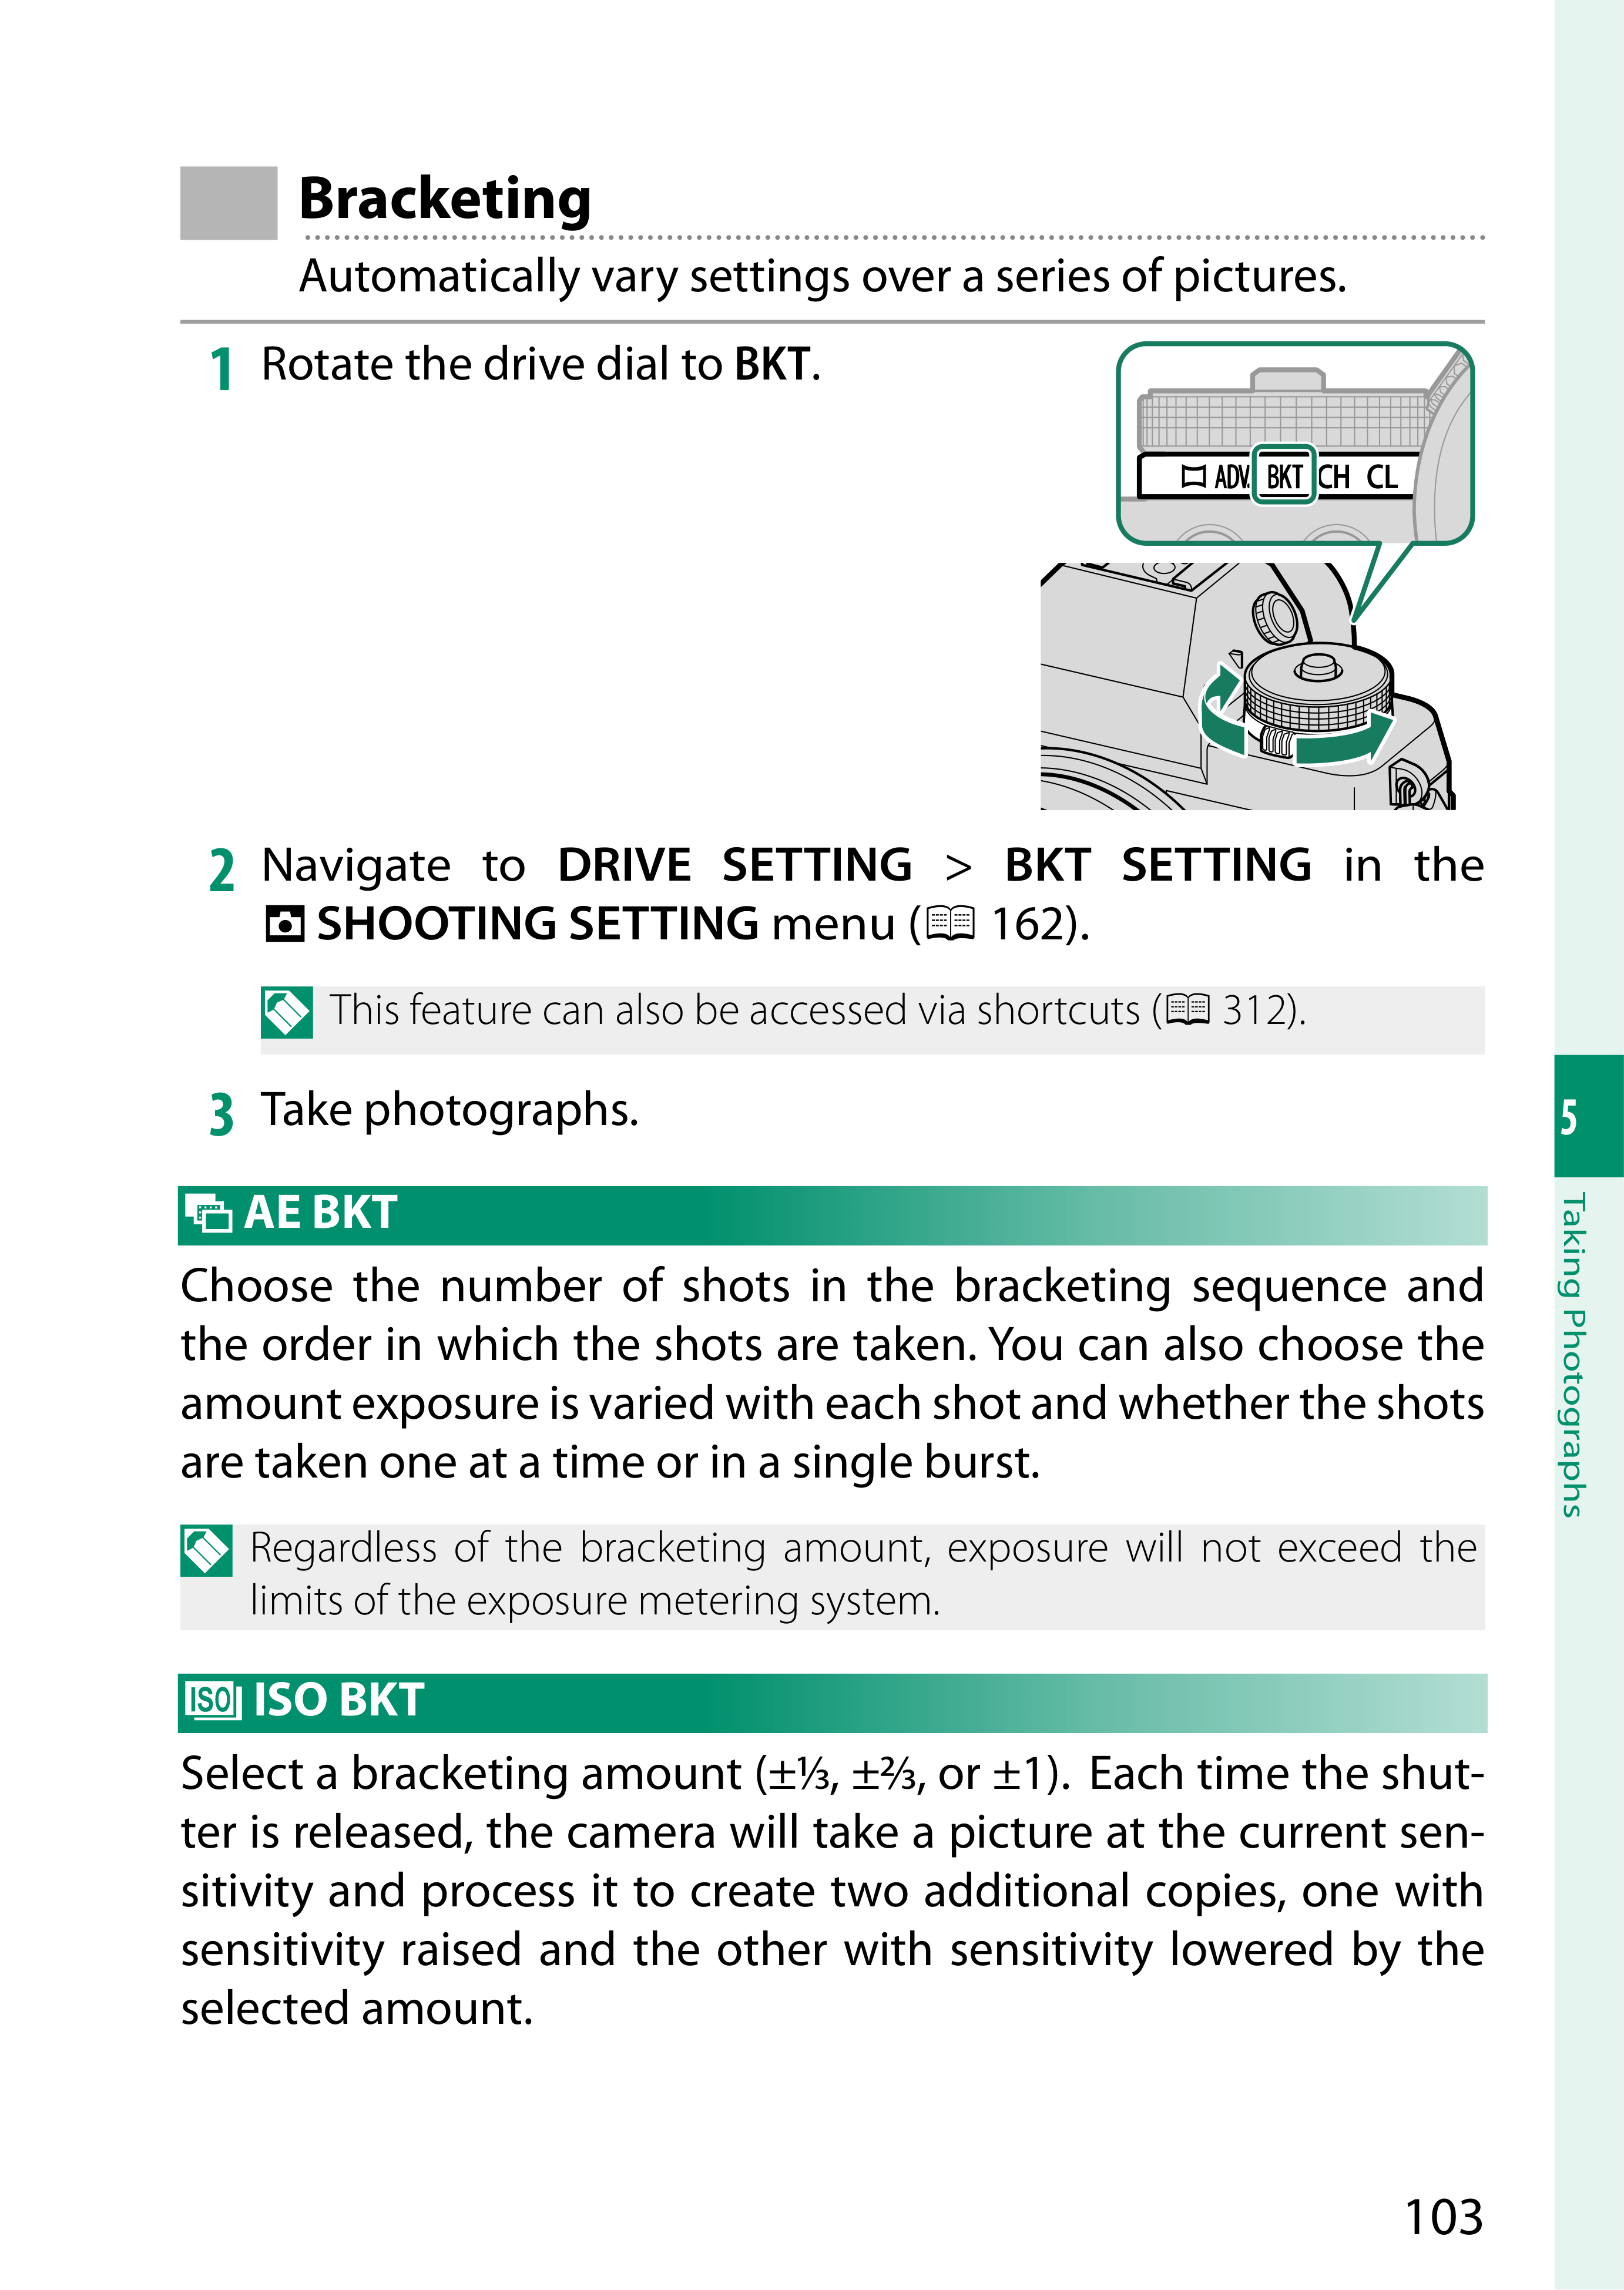 Bracketing
Automatically vary settings over a series of pictures.
1 Rotate the drive dial to BKT.
ADV. BKT CH CL
2 Navigate to DRIVE SETTING > BKT SETTING in the
SHOOTING SETTING menu ( 162).
This feature can also be accessed via shortcuts ( 312).
3 Take photographs.
AE BKT
Choose the number of shots in the bracketing sequence and
the order in which the shots are taken. You can also choose the
amount exposure is varied with each shot and whether the shots
are taken one at a time or in a single burst.
Regardless of the bracketing amount, exposure will not exceed the
limits of the exposure metering system.
ISO ISO BKT
Select a bracketing amount (±⅓, ±⅔, or ±1). Each time the shut-
ter is released, the camera will take a picture at the current sen-
sitivity and process it to create two additional copies, one with
sensitivity raised and the other with sensitivity lowered by the
selected amount.
5
Taking Photographs
103